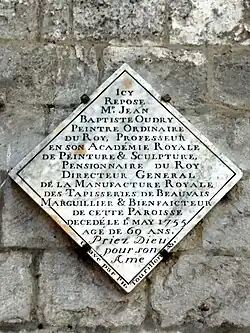 ICY
REPOSE
Mr. JEAN
BAPTISTE OUDRY
PEINTRE ORDINAIRE
DU ROY, PROFESSEUR
EN SON ACADÉMIE ROYALE
DE PEINTURE & SCULPTURE,
PENSIONNAIRE DU ROY
DIRECTEUR GENERAL
DE LA MANUFACTURE ROYALE
DES TAPISSERIES DE BEAUVAIS
MARGUILLIER & BIENFAICTEUR
DE CETTE PAROISSE
DECEDÉ LE 1. MAY 1755
AGE DE 69 ANS.
Priez Dieu
pour son
Ame